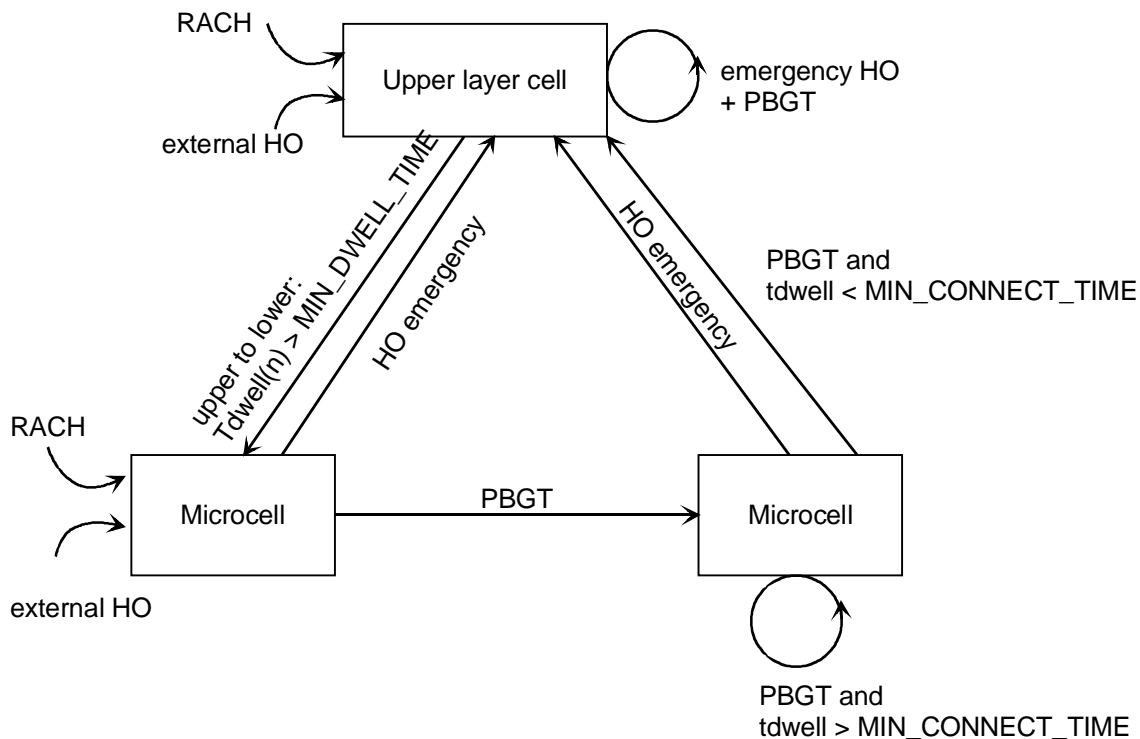 RACH
Upper layer cell
emergency HO
+ PBGT
external HO
upper to lower:
Tdwell(n) > MIN_DWELL_TIME
HO emergency
HO emergency
PBGT and
tdwell < MIN_CONNECT_TIME
RACH
Microcell
PBGT
Microcell
external HO
PBGT and
tdwell > MIN_CONNECT_TIME